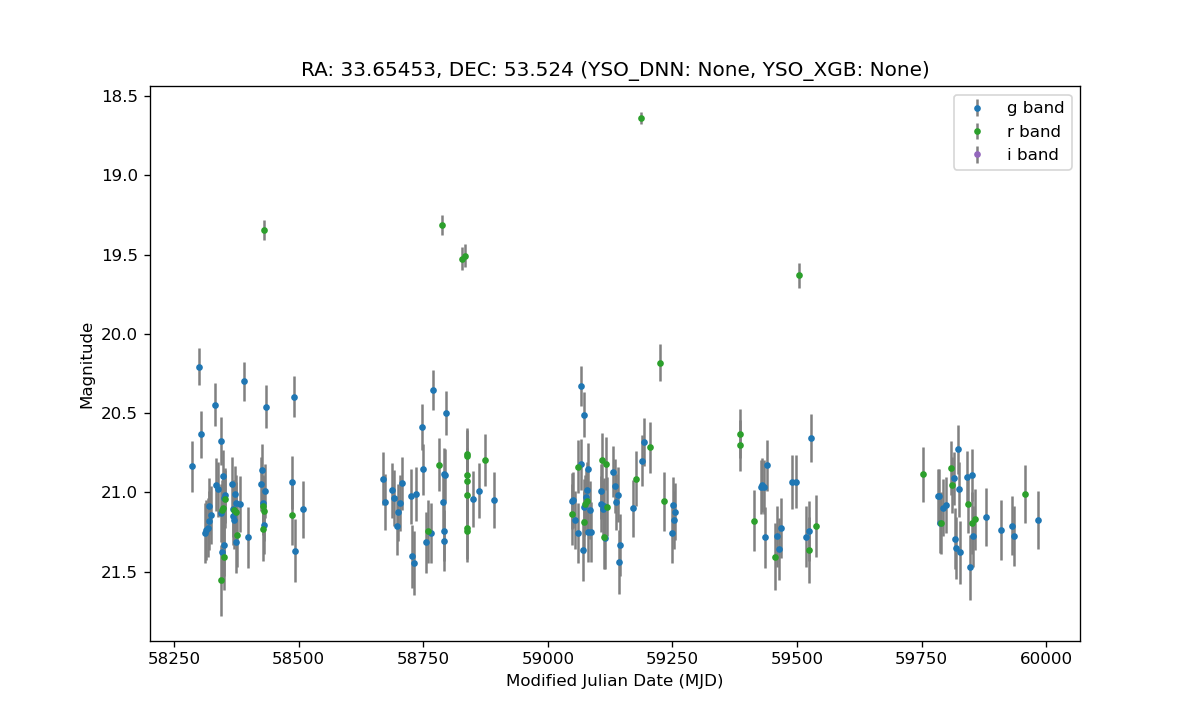 RA: 33.65453, DEC: 53.524 (YSO_DNN: None, YSO_XGB: None)
g band
r band
i band
18.5
19.0
19.5
20.0
20.5
21.0
21.5
Magnitude
58250 58500 58750 59000 59250 59500 59750 60000
Modified Julian Date (MJD)